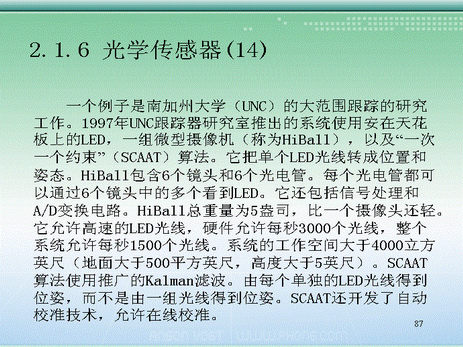 2.1.6 光学传感器(14)
一个例子是南加州大学（UNC）的大范围跟踪的研究
工作。1997年UNC跟踪器研究室推出的系统使用安在天花
板上的LED，一组微型摄像机（称为HiBall），以及“一次
一个约束”（SCAAT）算法。它把单个LED光线转成位置和
姿态。HiBall包含6个镜头和6个光电管。每个光电管都可
以通过6个镜头中的多个看到LED。它还包括信号处理和
A/D变换电路。HiBall总重量为5盎司，比一个摄像头还轻。
它允许高速的LED光线，硬件允许每秒3000个光线，整个
系统允许每秒1500个光线。系统的工作空间大于4000立方
英尺（地面大于500平方英尺，高度大于5英尺）。SCAAT
算法使用推广的Kalman滤波。由每个单独的LED光线得到
位姿，而不是由一组光线得到位姿。SCAAT还开发了自动
校准技术，允许在线校准。
87